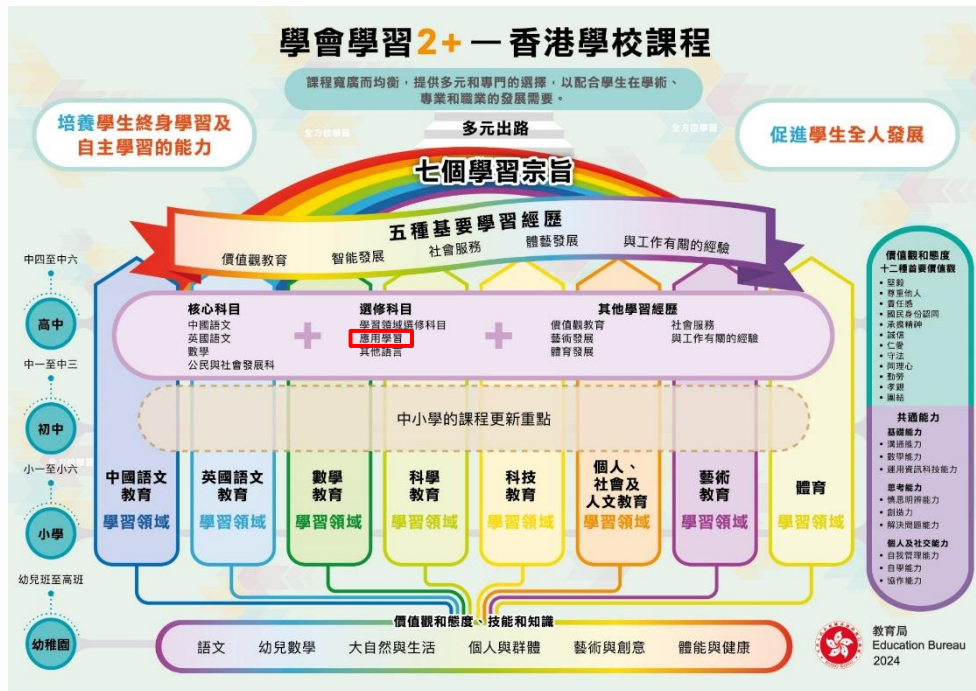 學會學習2+ — 香港學校課程
課程寬廣而均衡，提供多元和專門的選擇，以配合學生在學術、
專業和職業的發展需要。
培養學生終身學習及
自主學習的能力
全方位學習
多元出路
全方位學習
促進學生全人發展
七個學習宗旨
五種基要學習經歷
價值觀教育 智能發展 社會服務 體藝發展 與工作有關的經驗
中四至中六
高中
中一至中三
初中
小一至小六
小學
幼兒班至高班
幼稚園
核心科目
中國語文
英國語文
數學
公民與社會發展科
+
選修科目
學習領域選修科目
應用學習
其他語言
+
其他學習經歷
價值觀教育
藝術發展
體育發展
社會服務
與工作有關的經驗
中小學的課程更新重點
中國語文
教育
學習領域
英國語文
教育
學習領域
數學
教育
學習領域
科學
教育
學習領域
科技
教育
學習領域
個人、
社會及
人文教育
學習領域
藝術
教育
學習領域
體育
學習領域
價值觀和態度、技能和知識
語文 幼兒數學 大自然與生活 個人與群體 藝術與創意 體能與健康
價值觀和態度
十二種首要價值觀
• 堅毅
• 尊重他人
• 責任感
• 國民身份認同
• 承擔精神
• 誠信
• 仁愛
• 守法
• 同理心
• 勤勞
• 孝親
• 團結
共通能力
基礎能力
• 溝通能力
• 數學能力
• 運用資訊科技能力
思考能力
• 慎思明辨能力
• 創造力
• 解決問題能力
個人及社交能力
• 自我管理能力
• 自學能力
• 協作能力
教育局
Education Bureau
2024